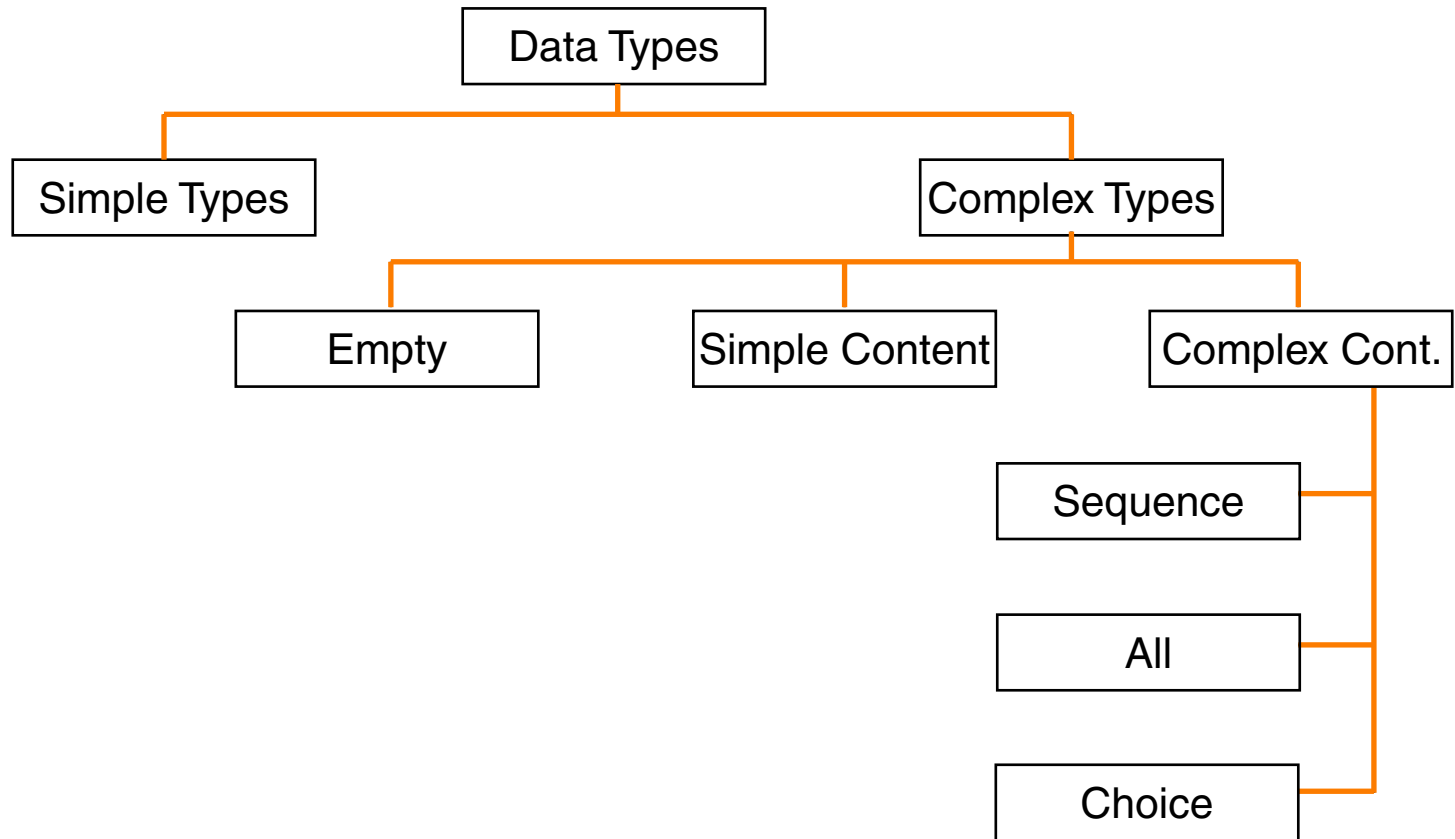 Data Types
Simple Types
Complex Types
Empty
Simple Content
Complex Cont.
Sequence
All
Choice